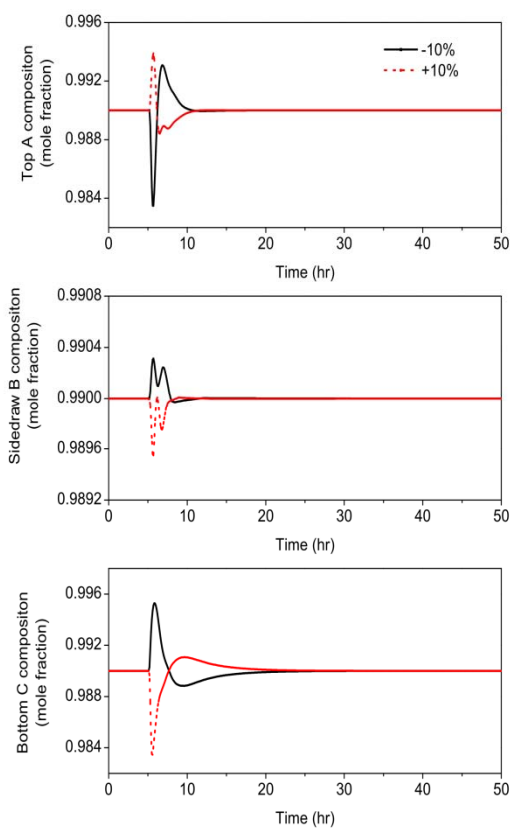 Top A compositon
(mole fraction)
0.996
0.992
0.988
0.984
-10%
+10%
0 10 20 30 40 50
Time (hr)
Sidedraw B compositon
(mole fraction)
0.9908
0.9904
0.9900
0.9896
0.9892
0 10 20 30 40 50
Time (hr)
Bottom C compositon
(mole fraction)
0.996
0.992
0.988
0.984
0 10 20 30 40 50
Time (hr)